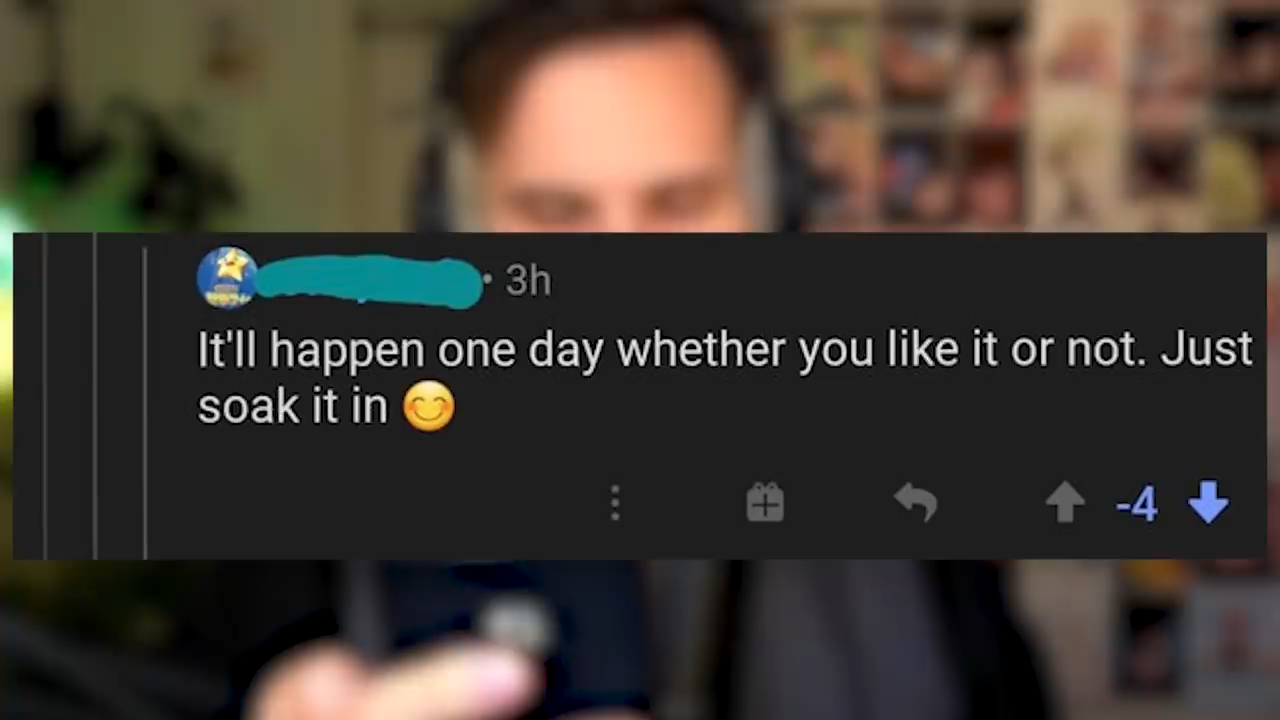 • 3h
It'll happen one day whether you like it or not. Just
soak it in 😊
-4